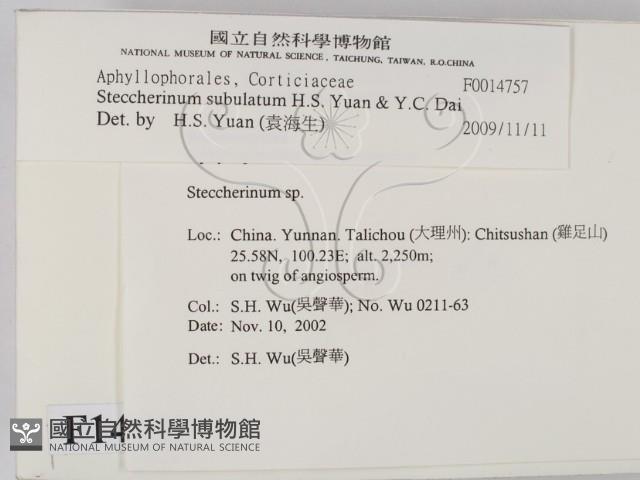 國立自然科學博物館
NATIONAL MUSEUM OF NATURAL SCIENCE, TAICHUNG, TAIWAN, R.O.CHINA
Aphyllophorales, Corticiaceae F0014757
Steccherinum subulatum H.S. Yuan & Y.C. Dai
Det. by H.S. Yuan (袁海生) 2009/11/11
Steccherinum sp.
Loc.: China. Yunnan. Talichou (大理州): Chitsushan (雞足山)
25.58N, 100.23E; alt. 2,250m;
on twig of angiosperm.
Col.: S.H. Wu(吳聲華); No. Wu 0211-63
Date: Nov. 10, 2002
Det.: S.H. Wu(吳聲華)
F14
國立自然科學博物館
NATIONAL MUSEUM OF NATURAL SCIENCE